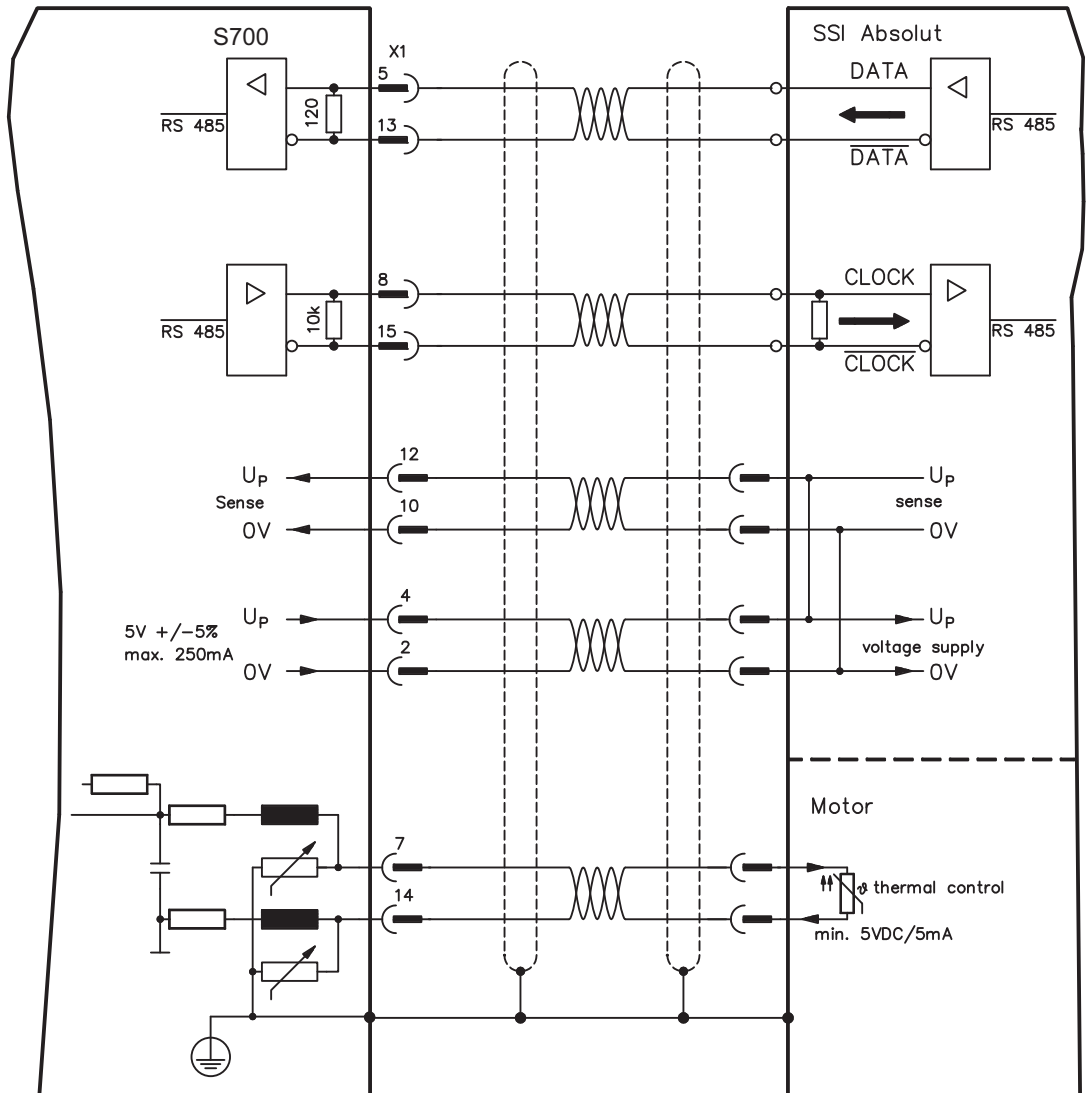 S700
SSI Absolut
X1
5
DATA
120
RS 485
13
RS 485
DATA
8
CLOCK
10k
RS 485
15
RS 485
CLOCK
12
UP
UP
Sense
sense
10
0V
0V
4
UP
UP
5V +/-5%
max. 250mA
2
voltage supply
0V
0V
Motor
7
14
ϑ thermal control
min. 5VDC/5mA